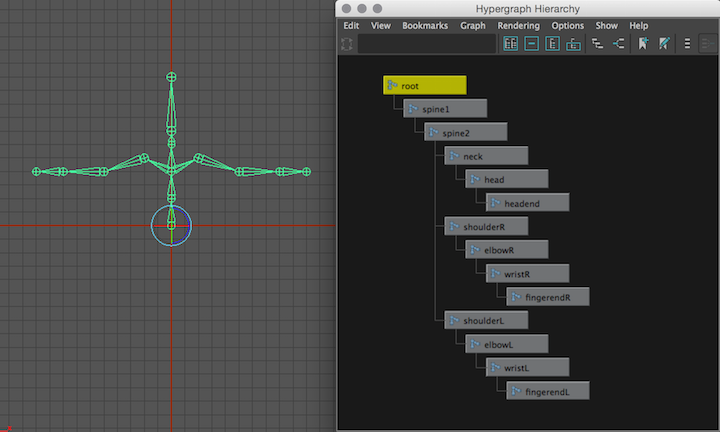 Hypergraph Hierarchy
Edit View Bookmarks Graph Rendering Options Show Help
root
spine1
spine2
neck
head
headend
shoulderR
elbowR
wristR
fingerendR
shoulderL
elbowL
wristL
fingerendL